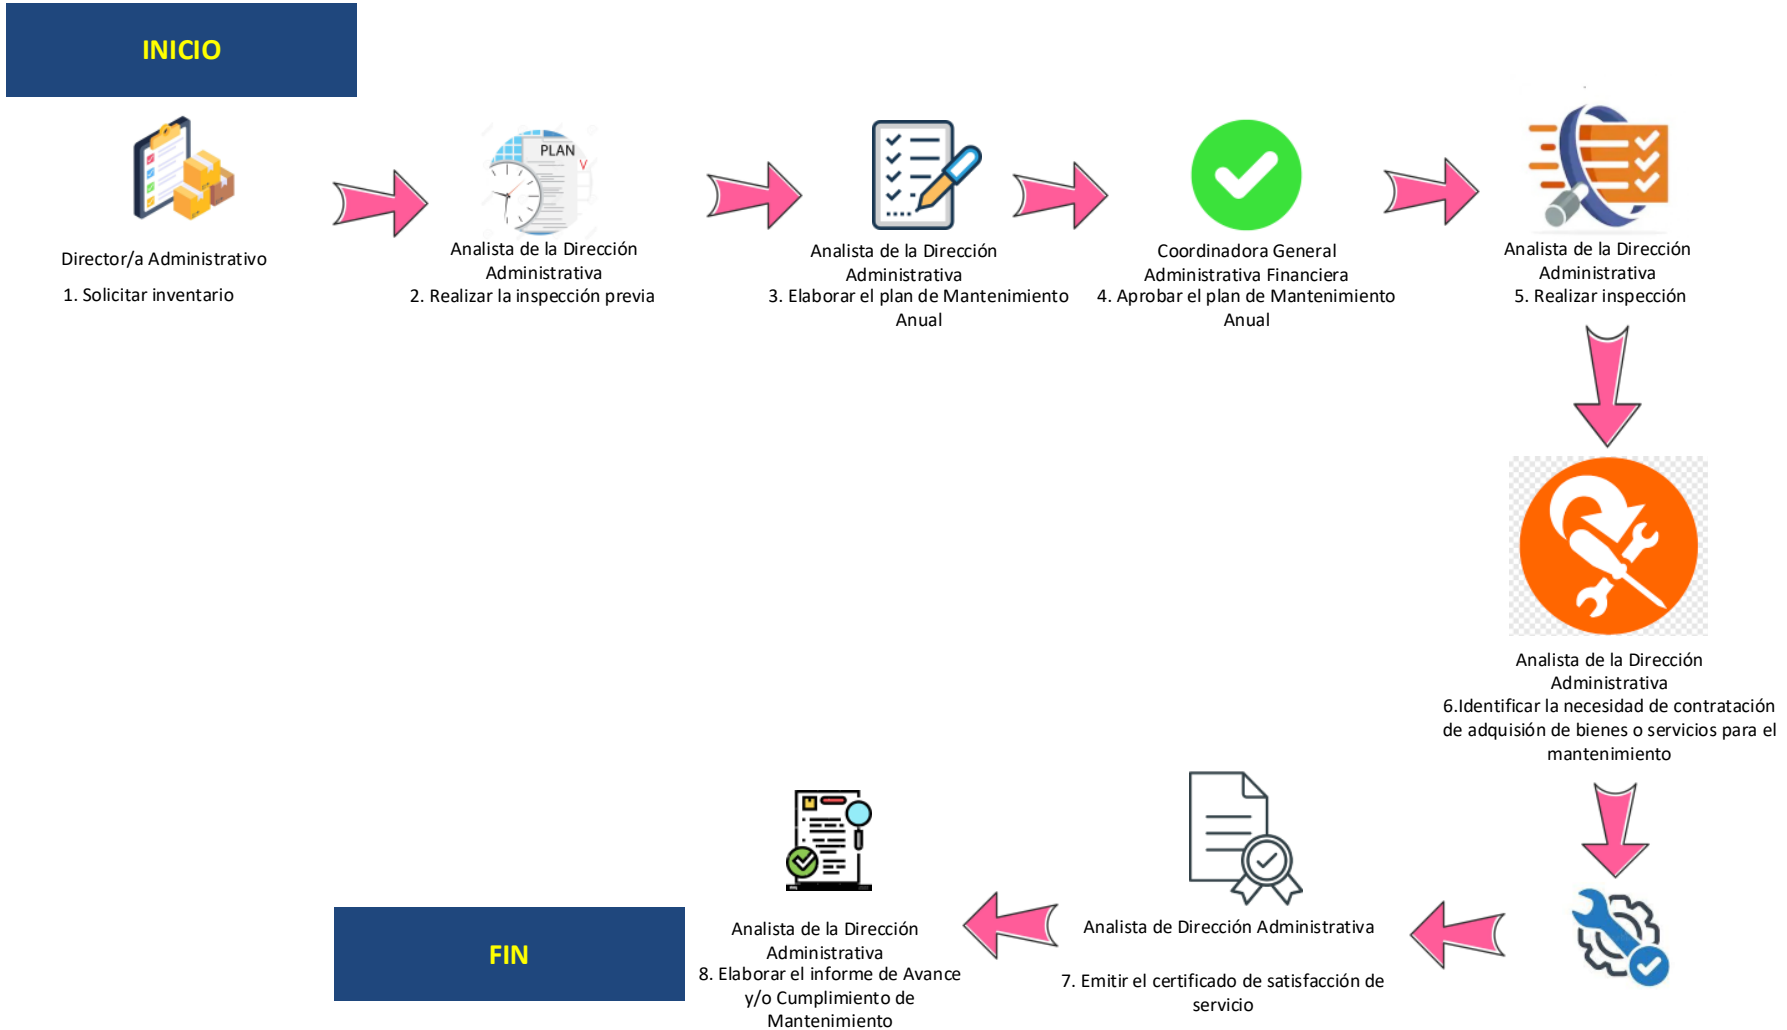 INICIO
PLAN
Director/a Administrativo
1. Solicitar inventario
Analista de la Dirección
Administrativa
2. Realizar la inspección previa
Analista de la Dirección
Administrativa
3. Elaborar el plan de Mantenimiento
Anual
Coordinadora General
Administrativa Financiera
4. Aprobar el plan de Mantenimiento
Anual
Analista de la Dirección
Administrativa
5. Realizar inspección
Analista de la Dirección
Administrativa
6.Identificar la necesidad de contratación
de adquisión de bienes o servicios para el
mantenimiento
Analista de Dirección Administrativa
7. Emitir el certificado de satisfacción de
servicio
Analista de la Dirección
Administrativa
8. Elaborar el informe de Avance
y/o Cumplimiento de
Mantenimiento
FIN